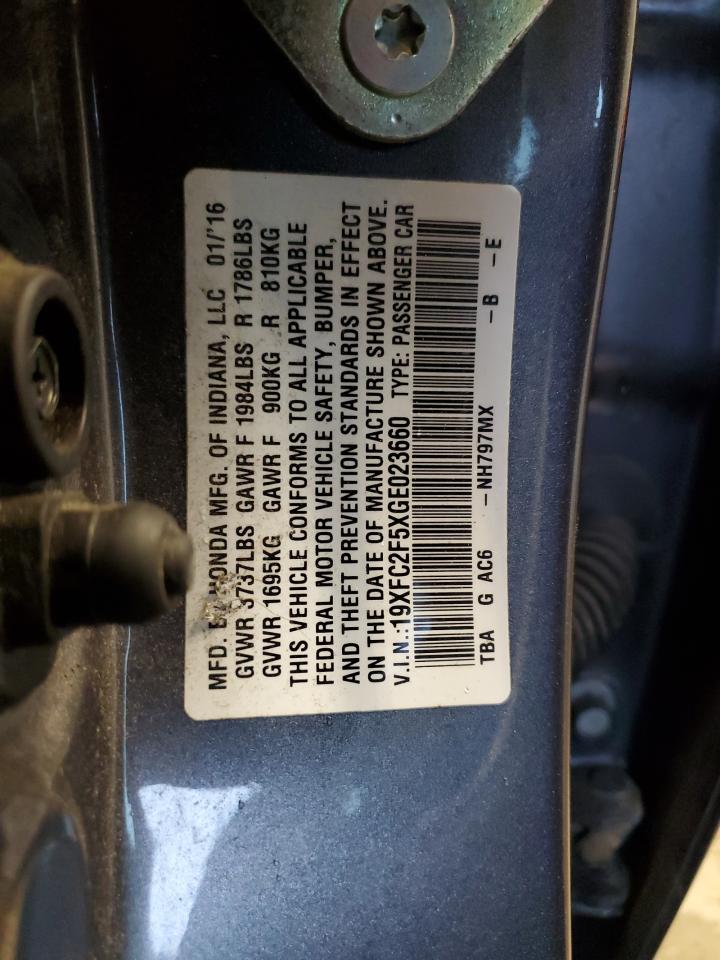 MFD. BY HONDA MFG. OF INDIANA, LLC 01/'16
GVWR 3737LBS GAWR F 1984LBS R 1786LBS
GVWR 1695KG GAWR F 900KG R 810KG
THIS VEHICLE CONFORMS TO ALL APPLICABLE
FEDERAL MOTOR VEHICLE SAFETY, BUMPER,
AND THEFT PREVENTION STANDARDS IN EFFECT
ON THE DATE OF MANUFACTURE SHOWN ABOVE.
V.I.N.:19XFC2F5XGE023660 TYPE: PASSENGER CAR
TBA G AC6 - NH797MX - B - E